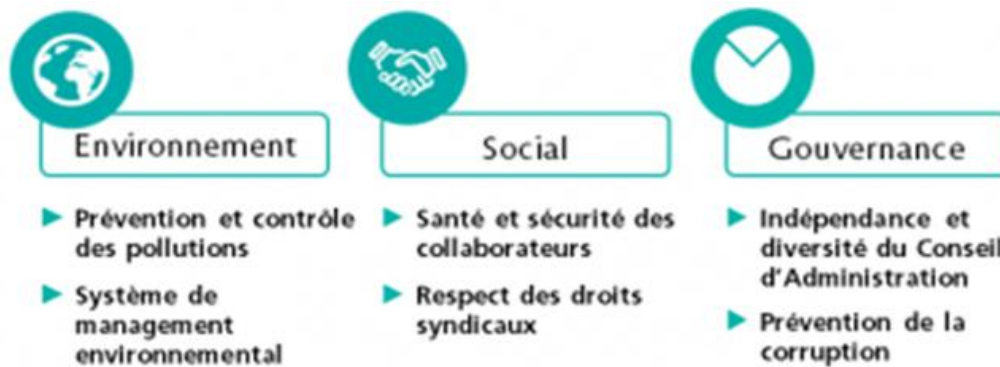 Environnement
Prévention et contrôle
des pollutions
Système de
management
environnemental
Social
Santé et sécurité des
collaborateurs
Respect des droits
syndicaux
Gouvernance
Indépendance et
diversité du Conseil
d'Administration
Prévention de la
corruption